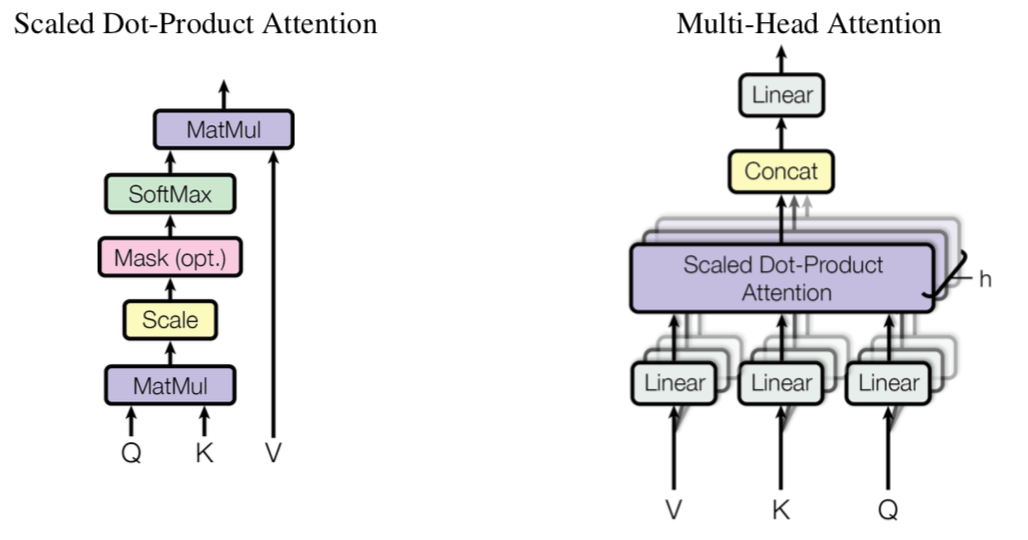 Scaled Dot-Product Attention
MatMul
SoftMax
Mask (opt.)
Scale
MatMul
Q K V
Multi-Head Attention
Linear
Concat
Scaled Dot-Product
Attention
h
Linear Linear Linear
V K Q